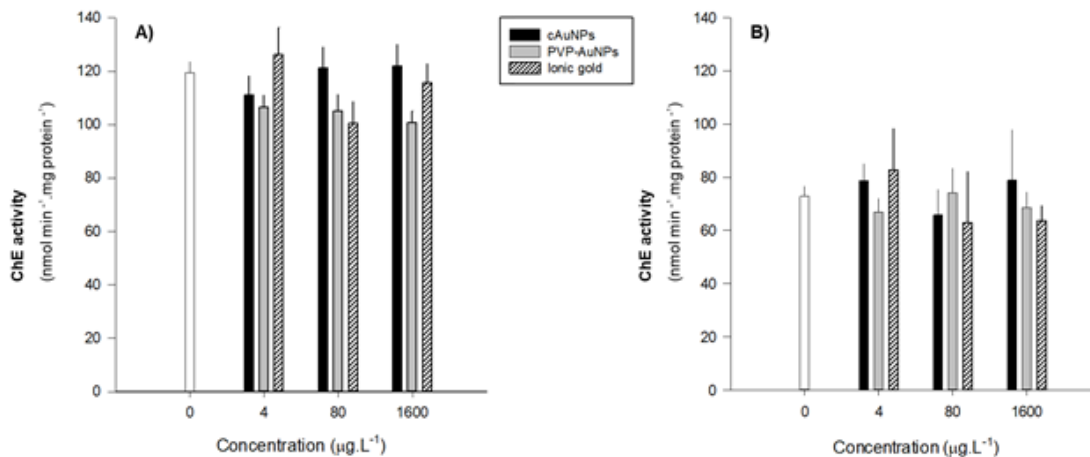 A)
140
120
100
80
60
40
20
0
ChE activity
(nmol min⁻¹.mg protein⁻¹)
0 4 80 1600
Concentration (µg.L⁻¹)
cAuNPs
PVP-AuNPs
Ionic gold
B)
140
120
100
80
60
40
20
0
ChE activity
(nmol min⁻¹.mg protein⁻¹)
0 4 80 1600
Concentration (µg.L⁻¹)